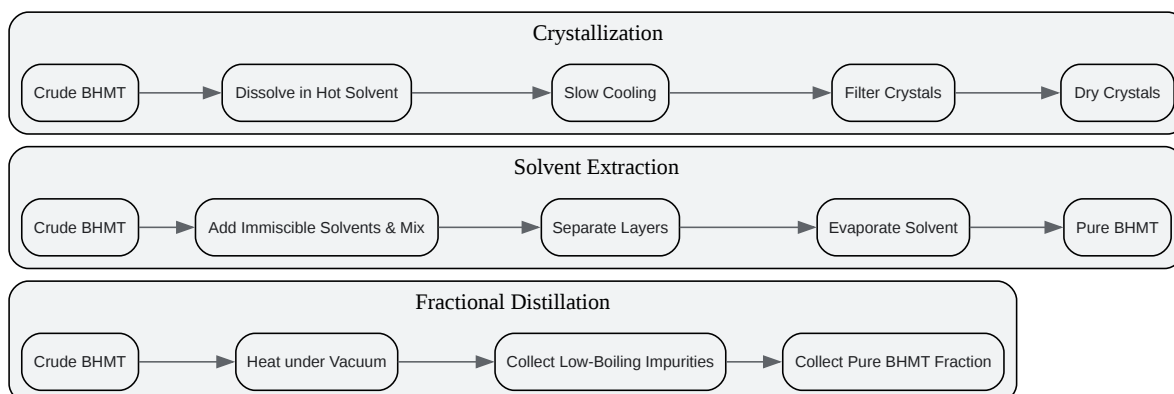 Crystallization
Crude BHMT
Dissolve in Hot Solvent
Slow Cooling
Filter Crystals
Dry Crystals
Solvent Extraction
Crude BHMT
Add Immiscible Solvents & Mix
Separate Layers
Evaporate Solvent
Pure BHMT
Fractional Distillation
Crude BHMT
Heat under Vacuum
Collect Low-Boiling Impurities
Collect Pure BHMT Fraction